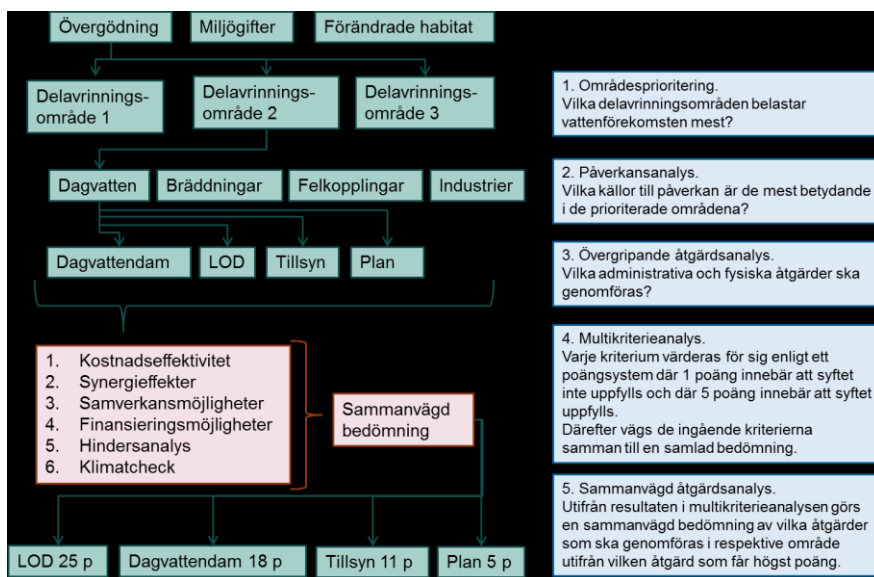 Övergödning
Miljögifter
Förändrade habitat
Delavrinnings-
område 1
Delavrinnings-
område 2
Delavrinnings-
område 3
Dagvatten
Bräddningar
Felkopplingar
Industrier
Dagvattendam
LOD
Tillsyn
Plan
1. Kostnadseffektivitet
2. Synergieffekter
3. Samverkansmöjligheter
4. Finansieringsmöjligheter
5. Hindersanalys
6. Klimatcheck
Sammanvägd
bedömning
LOD 25 p
Dagvattendam 18 p
Tillsyn 11 p
Plan 5 p
1. Områdesprioritering.
Vilka delavrinningsområden belastar
vattenförekomsten mest?
2. Påverkansanalys.
Vilka källor till påverkan är de mest betydande
i de prioriterade områdena?
3. Övergripande åtgärdsanalys.
Vilka administrativa och fysiska åtgärder ska
genomföras?
4. Multikriterieanalys.
Varje kriterium värderas för sig enligt ett
poängsystem där 1 poäng innebär att syftet
inte uppfylls och där 5 poäng innebär att syftet
uppfylls.
Därefter vägs de ingående kriterierna
samman till en samlad bedömning.
5. Sammanvägd åtgärdsanalys.
Utifrån resultaten i multikriterieanalysen görs
en sammanvägd bedömning av vilka åtgärder
som ska genomföras i respektive område
utifrån vilken åtgärd som får högst poäng.